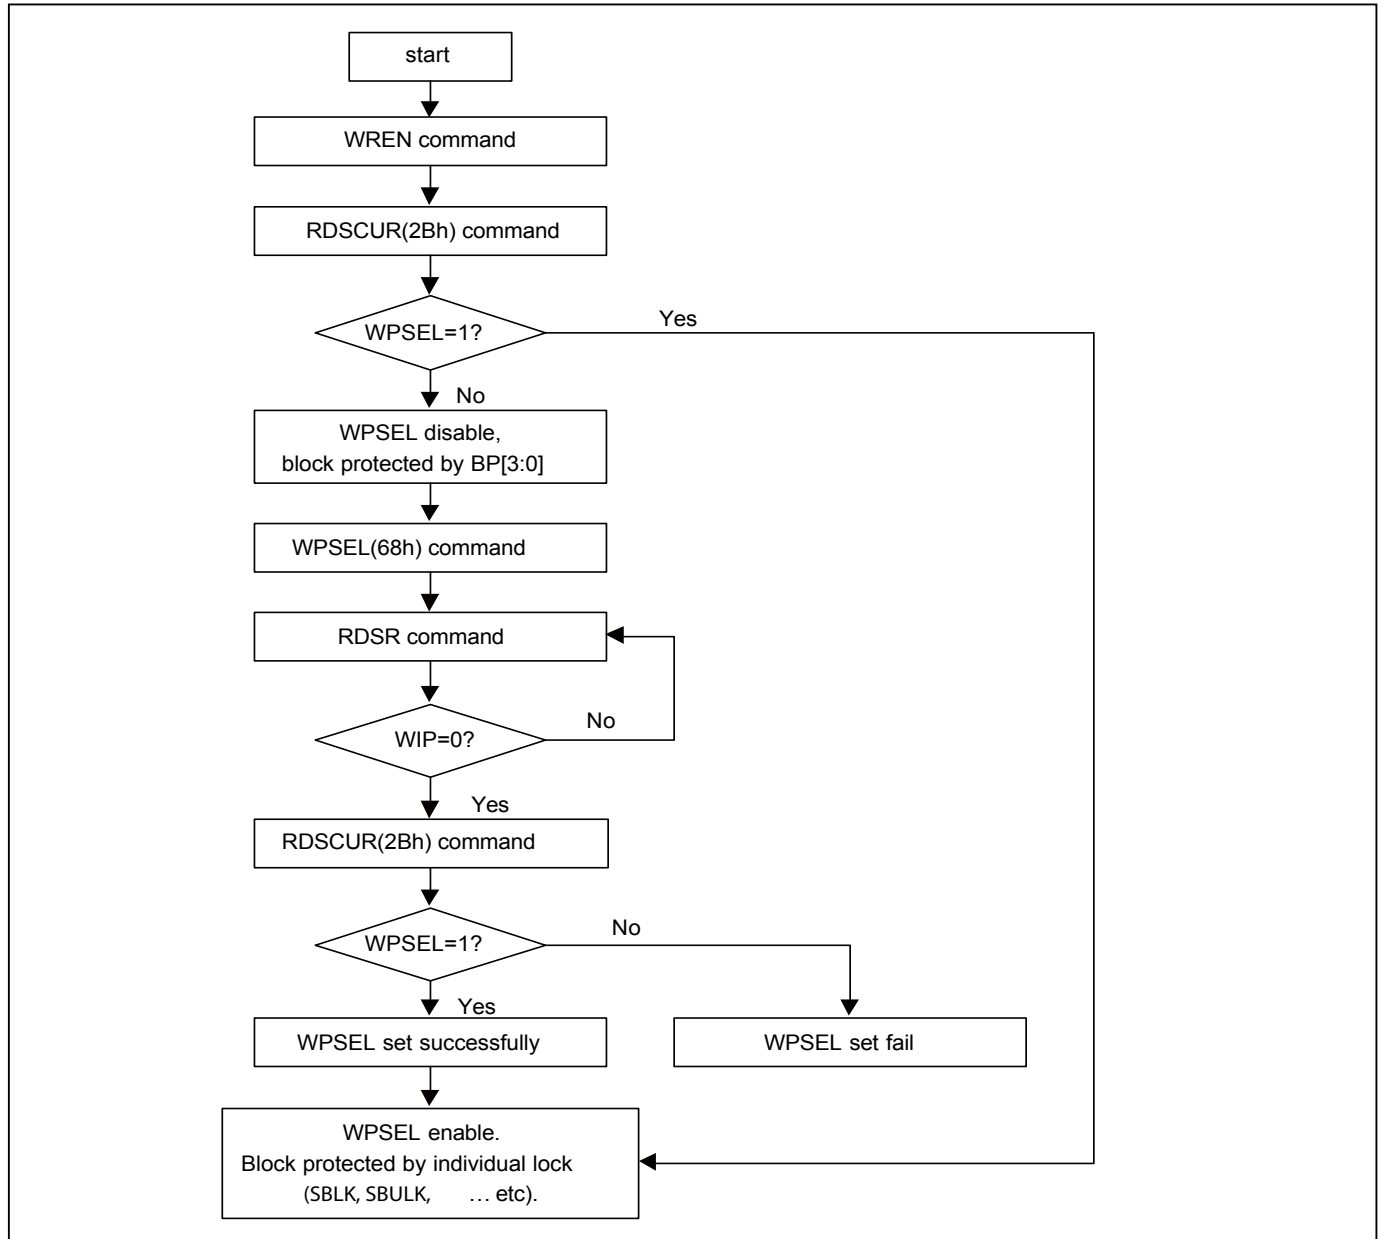 start
WREN command
RDSCUR(2Bh) command
WPSEL=1?
Yes
No
WPSEL disable,
block protected by BP[3:0]
WPSEL(68h) command
RDSR command
WIP=0?
No
Yes
RDSCUR(2Bh) command
WPSEL=1?
No
Yes
WPSEL set successfully
WPSEL set fail
WPSEL enable.
Block protected by individual lock
(SBLK, SBULK, … etc).